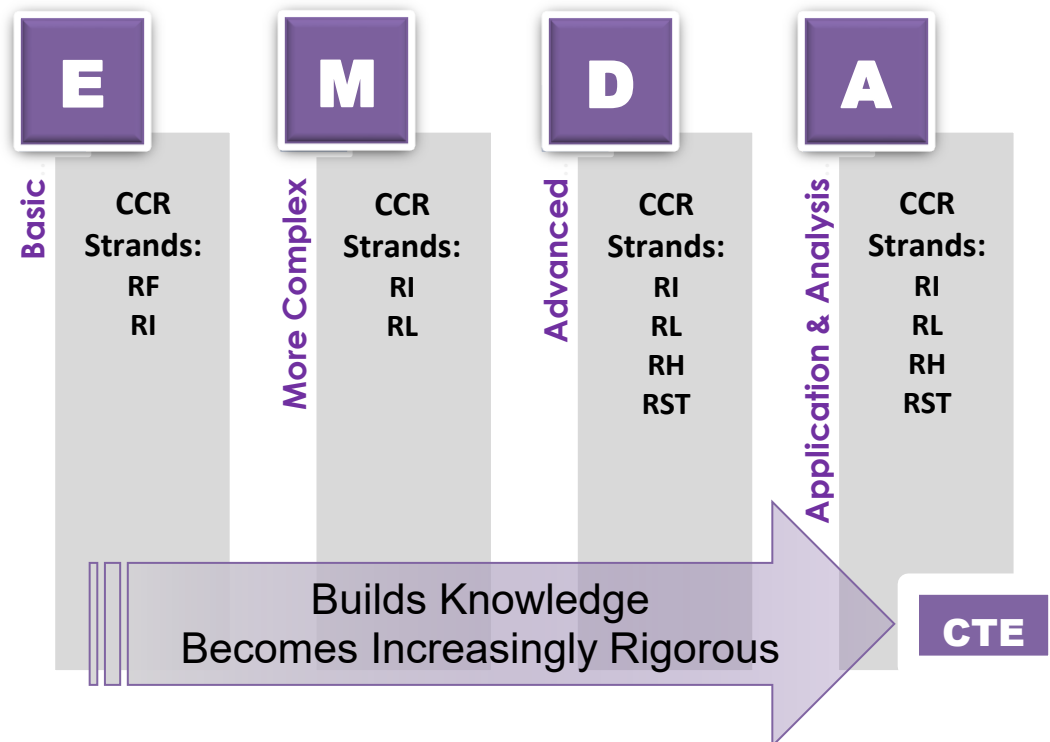 E
Basic
CCR
Strands:
RF
RI
M
More Complex
CCR
Strands:
RI
RL
D
Advanced
CCR
Strands:
RI
RL
RH
RST
A
Application & Analysis
CCR
Strands:
RI
RL
RH
RST
Builds Knowledge
Becomes Increasingly Rigorous
CTE